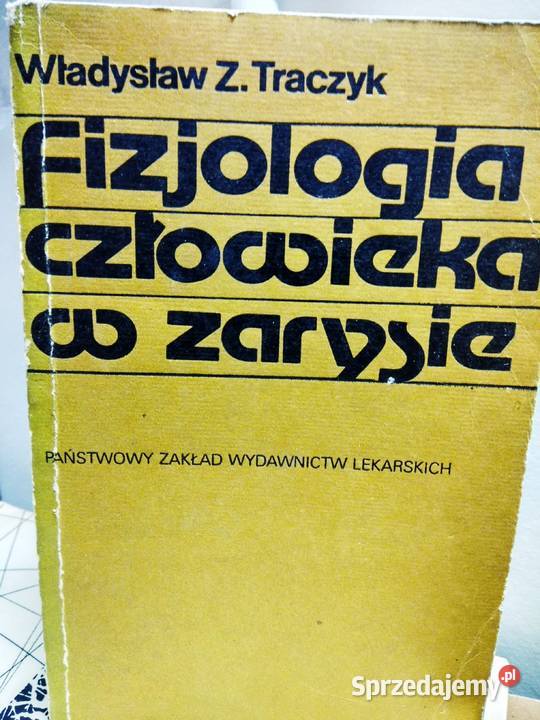 Władysław Z. Traczyk
fizjologia
człowieka
w zarysie
PAŃSTWOWY ZAKŁAD WYDAWNICTW LEKARSKICH
Sprzedajemy.pl